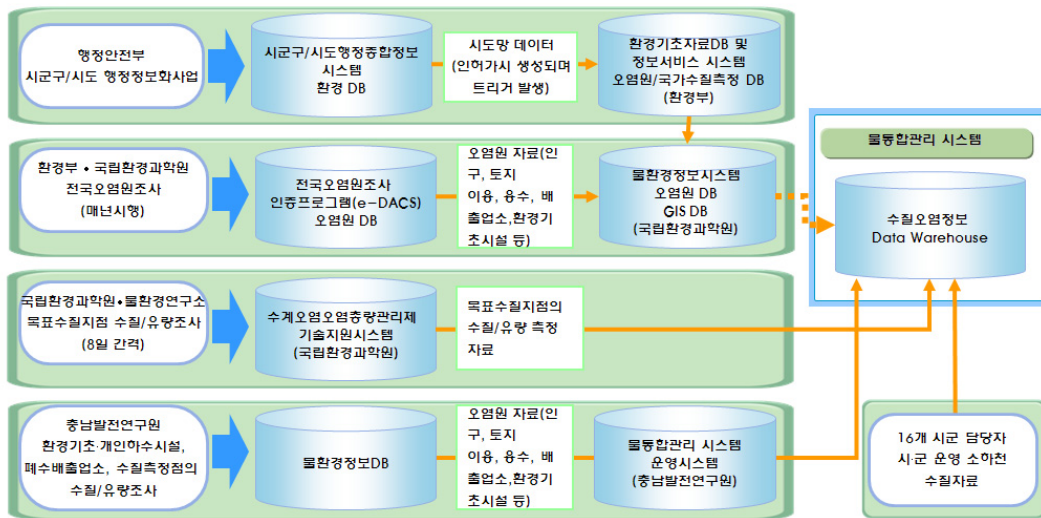 행정안전부
시군구/시도 행정정보화사업
시군구/시도행정종합정보
시스템
환경 DB
시도망 데이터
(인허가시 생성되며
트리거 발생)
환경기초자료DB 및
정보서비스 시스템
오염원/국가수질측정 DB
(환경부)
환경부 • 국립환경과학원
전국오염원조사
(매년시행)
전국오염원조사
인증프로그램(e-DACS)
오염원 DB
오염원 자료(인
구, 토지
이용, 용수, 배
출업소,환경기
초시설 등)
물환경정보시스템
오염원 DB
GIS DB
(국립환경과학원)
물통합관리 시스템
수질오염정보
Data Warehouse
국립환경과학원•물환경연구소
목표수질지점 수질/유량조사
(8일 간격)
수계오염오염총량관리제
기술지원시스템
(국립환경과학원)
목표수질지점의
수질/유량 측정
자료
충남발전연구원
환경기초·개인하수시설,
폐수배출업소, 수질측정점의
수질/유량조사
물환경정보DB
오염원 자료(인
구, 토지
이용, 용수, 배
출업소,환경기
초시설 등)
물통합관리 시스템
운영시스템
(충남발전연구원)
16개 시군 담당자
시·군 운영 소하천
수질자료